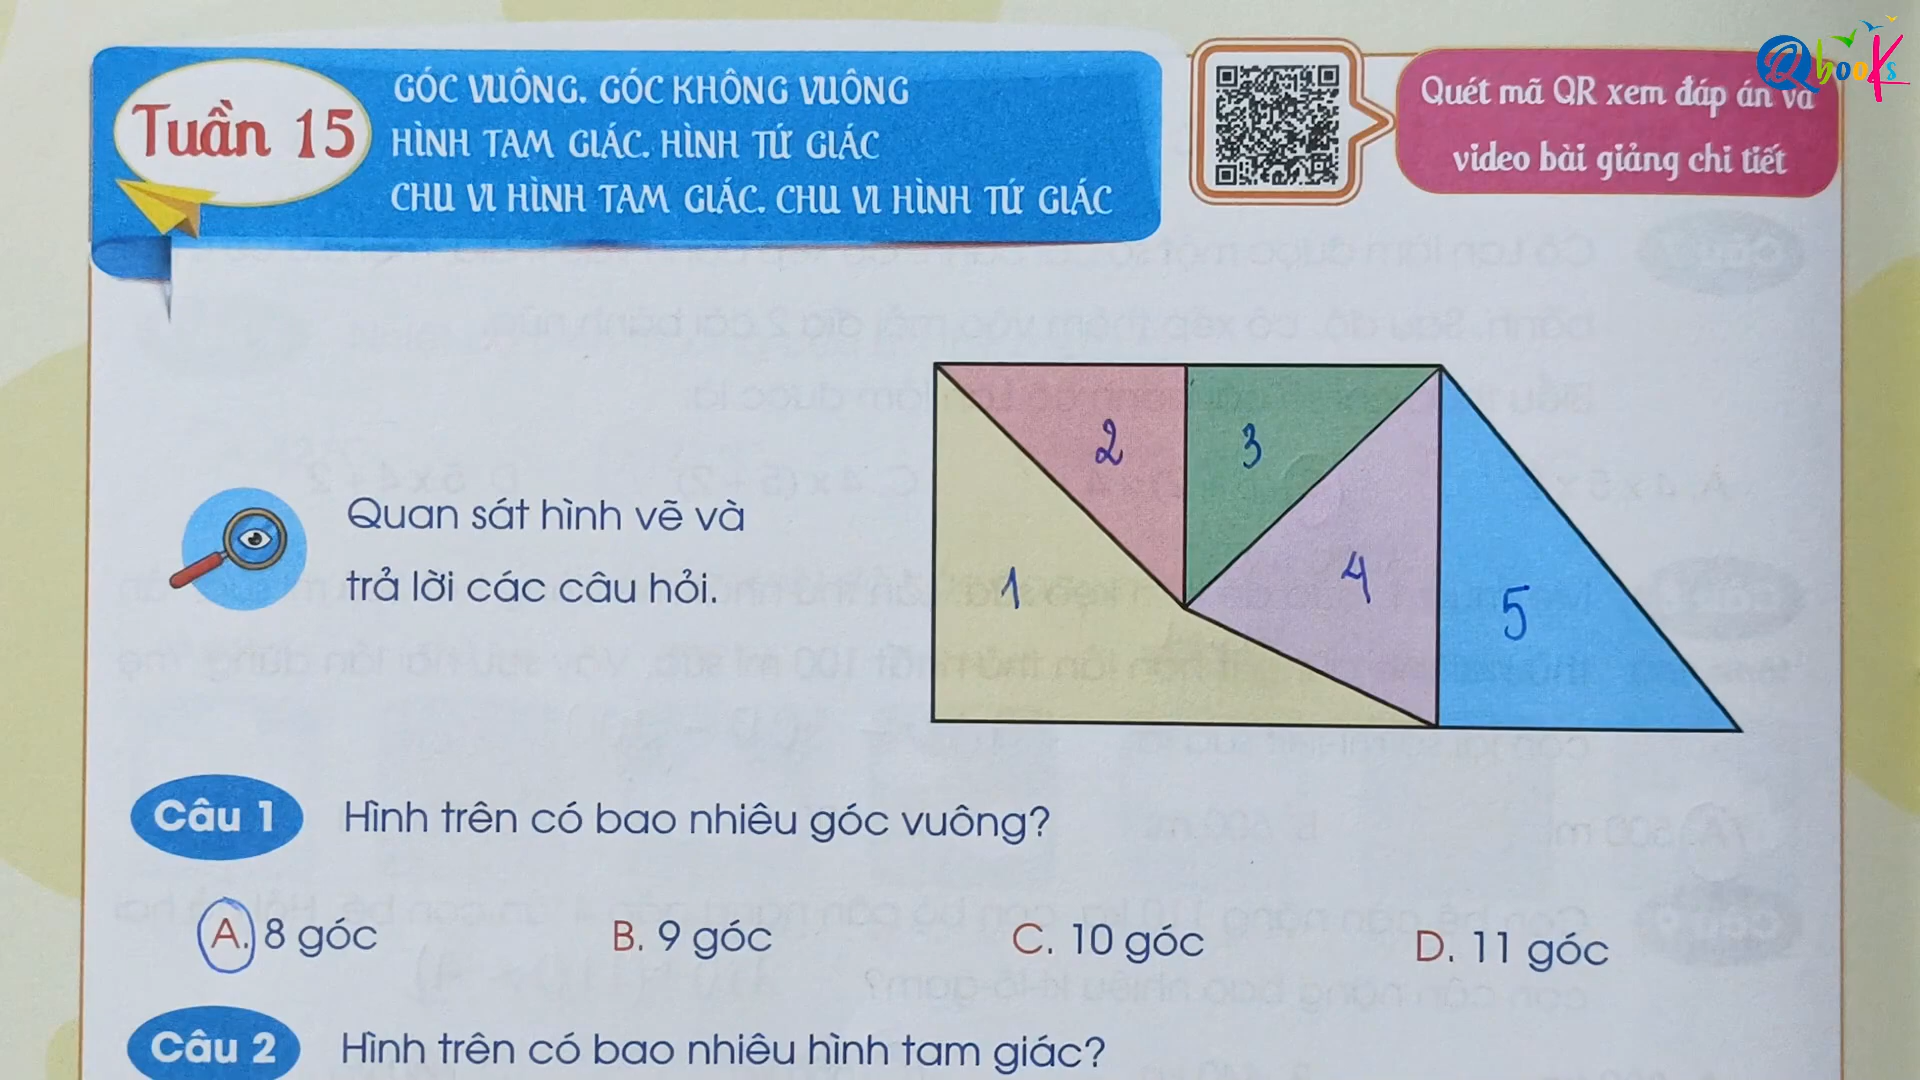 Qbooks
Tuần 15
GÓC VUÔNG. GÓC KHÔNG VUÔNG
HÌNH TAM GIÁC. HÌNH TỨ GIÁC
CHU VI HÌNH TAM GIÁC. CHU VI HÌNH TỨ GIÁC
Quét mã QR xem đáp án và
video bài giảng chi tiết
Quan sát hình vẽ và
trả lời các câu hỏi.
1
2
3
4
5
Câu 1 Hình trên có bao nhiêu góc vuông?
A. 8 góc B. 9 góc C. 10 góc D. 11 góc
Câu 2 Hình trên có bao nhiêu hình tam giác?